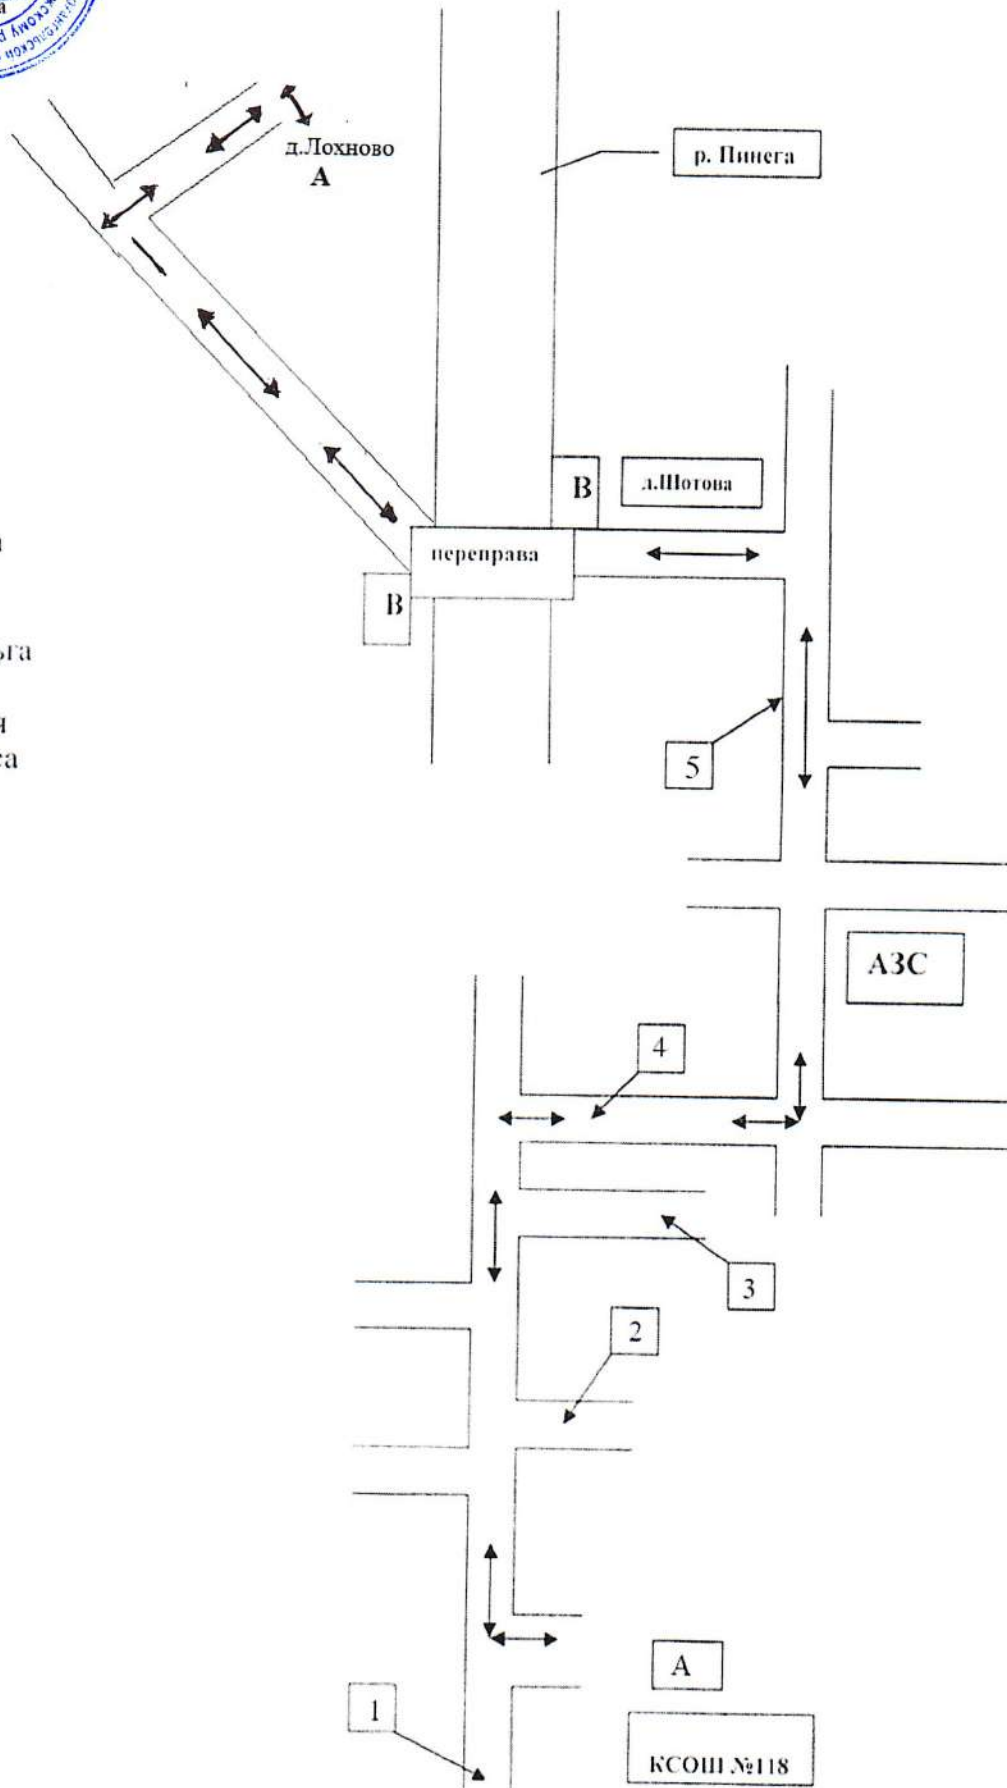 д.Лохново
А
р. Пинега
В
д.Шотова
переправа
В
5
АЗС
4
3
2
А
1
КСОШ №118